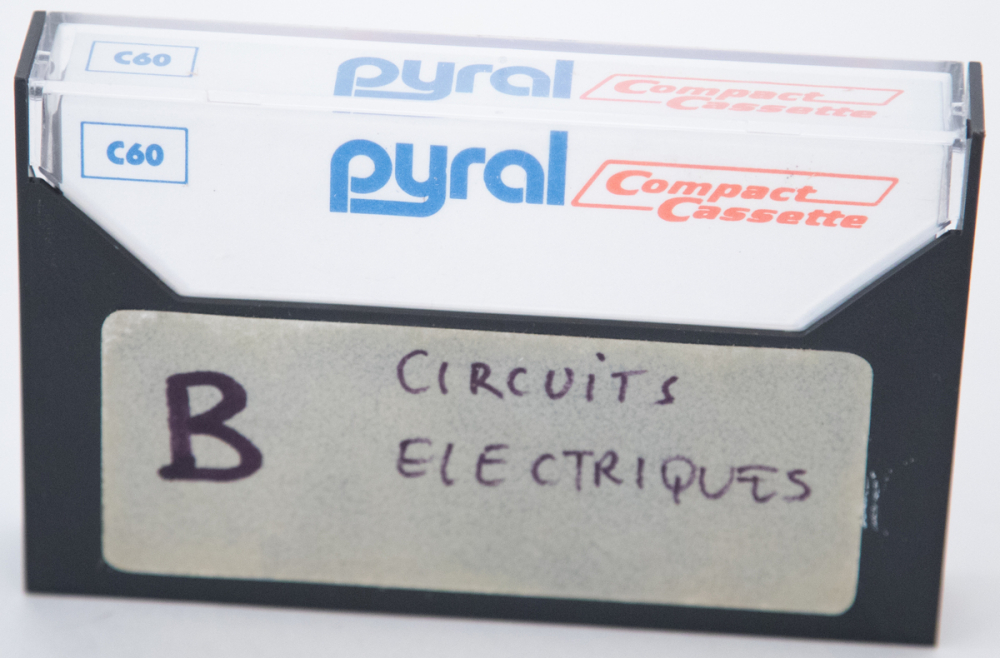 C60
pyral Compact
Cassette
C60
pyral Compact
Cassette
B
CIRCUiTS
ElECTRIQUES